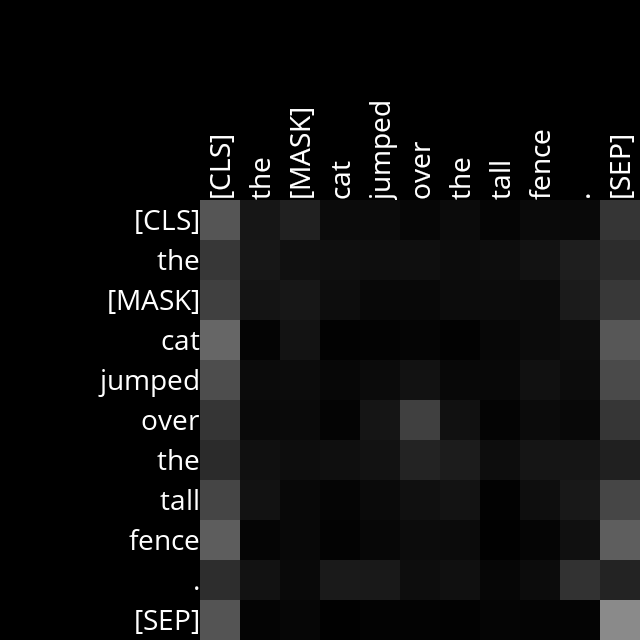 [CLS] the [MASK] cat jumped over the tall fence . [SEP]
[CLS]
the
[MASK]
cat
jumped
over
the
tall
fence
.
[SEP]